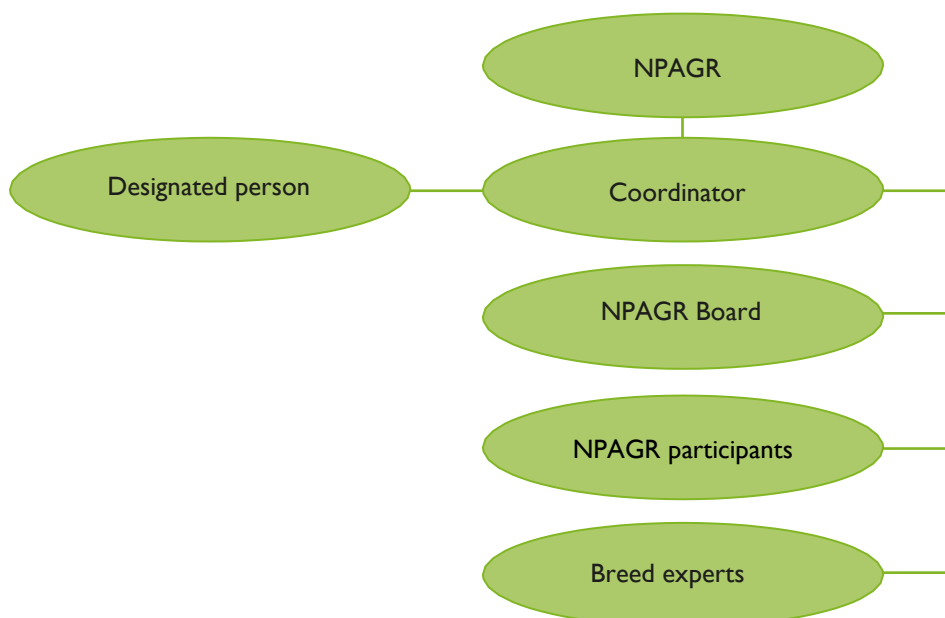 NPAGR
Designated person
Coordinator
NPAGR Board
NPAGR participants
Breed experts